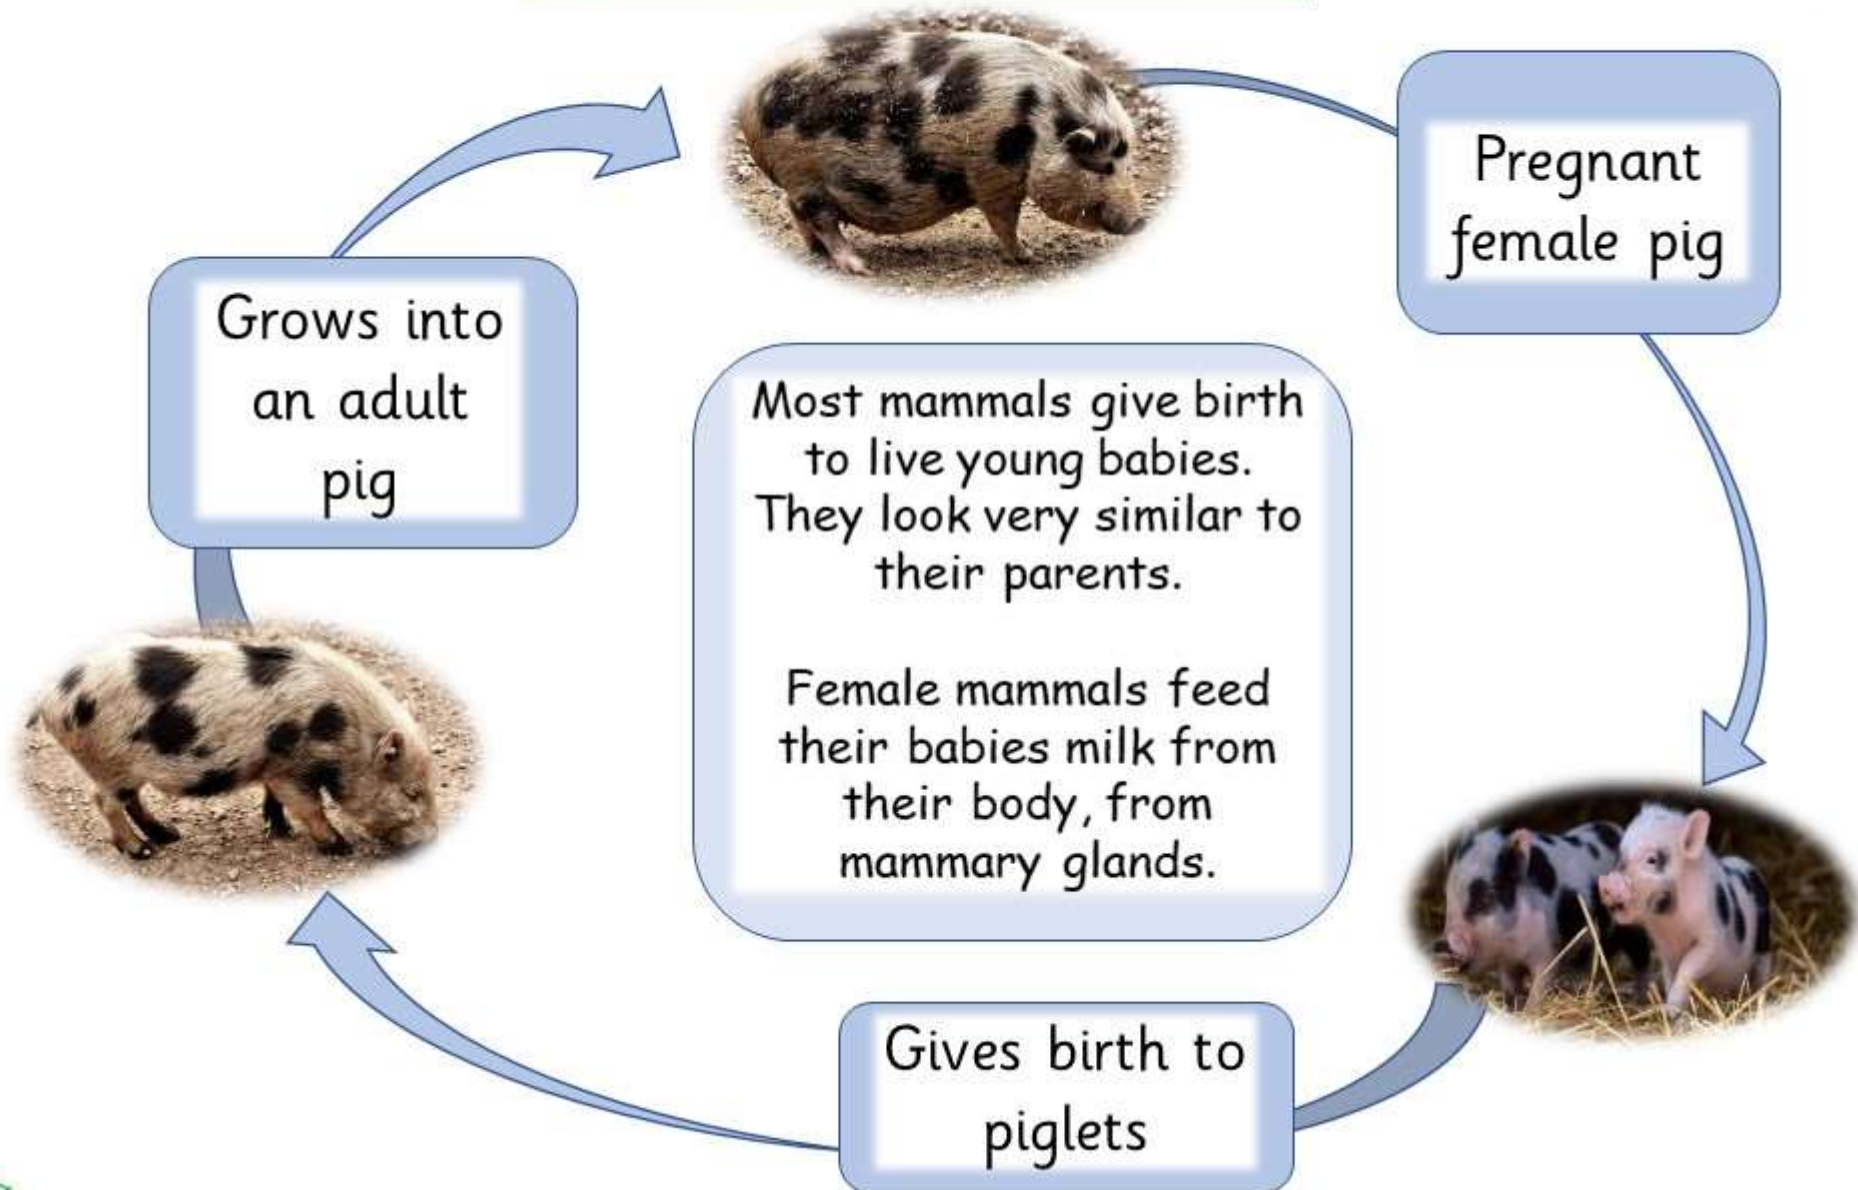 Pregnant
female pig
Grows into
an adult
pig
Most mammals give birth
to live young babies.
They look very similar to
their parents.
Female mammals feed
their babies milk from
their body, from
mammary glands.
Gives birth to
piglets